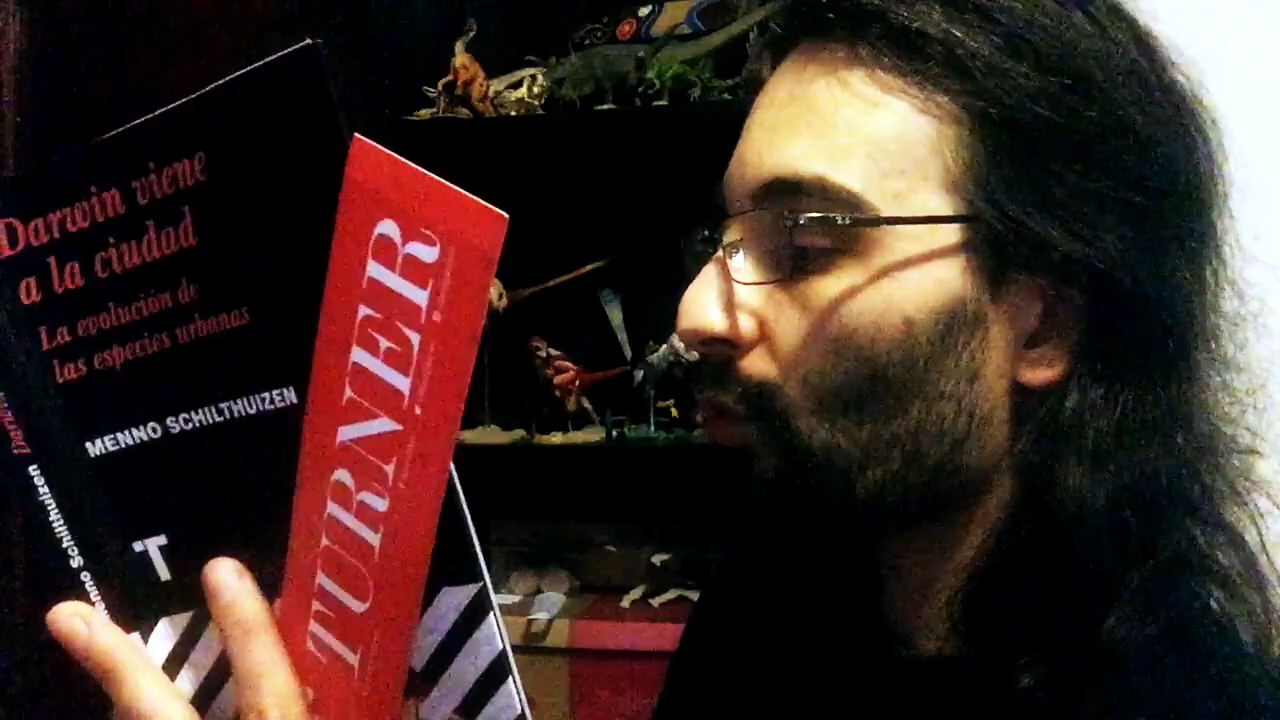 Darwin viene
a la ciudad
La evolución de
las especies urbanas
MENNO SCHILTHUIZEN
T
Menno Schilthuizen
TURNER